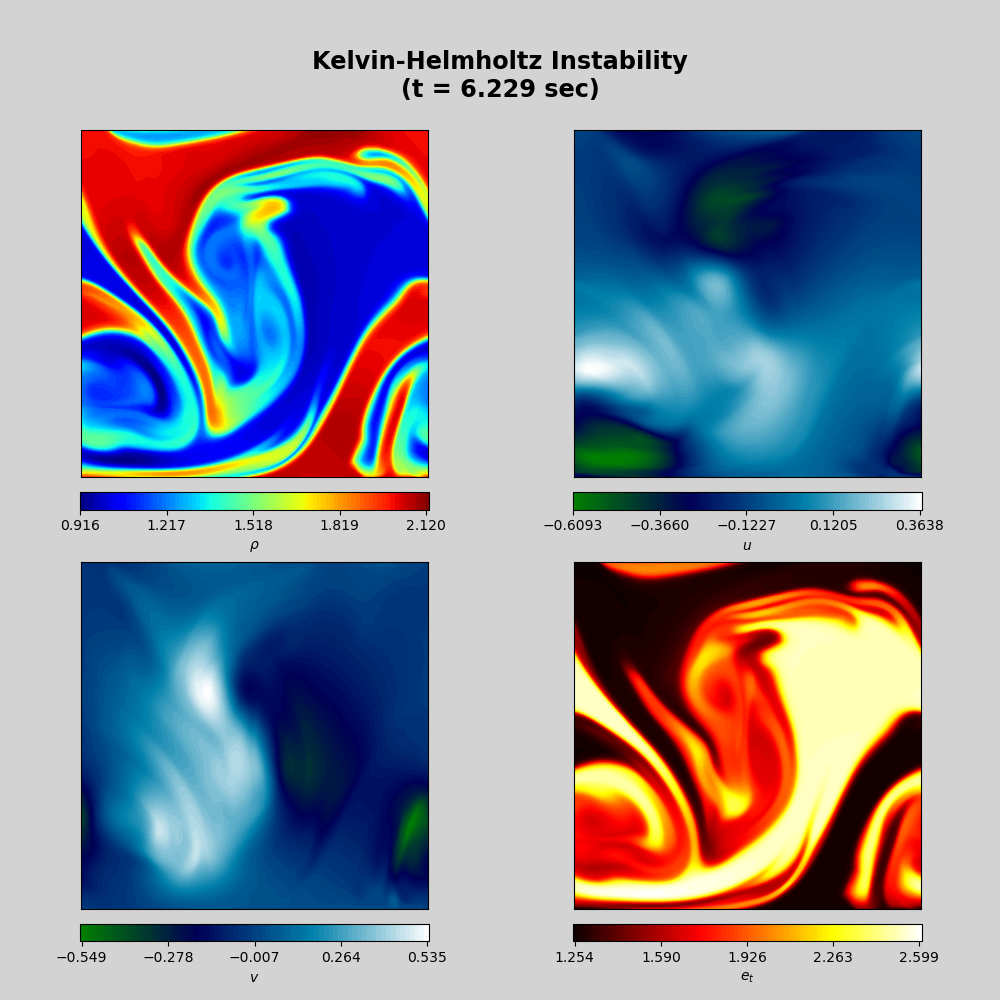 Kelvin-Helmholtz Instability
(t = 6.229 sec)
0.916 1.217 1.518 1.819 2.120
ρ
−0.6093 −0.3660 −0.1227 0.1205 0.3638
u
−0.549 −0.278 −0.007 0.264 0.535
v
1.254 1.590 1.926 2.263 2.599
e_t